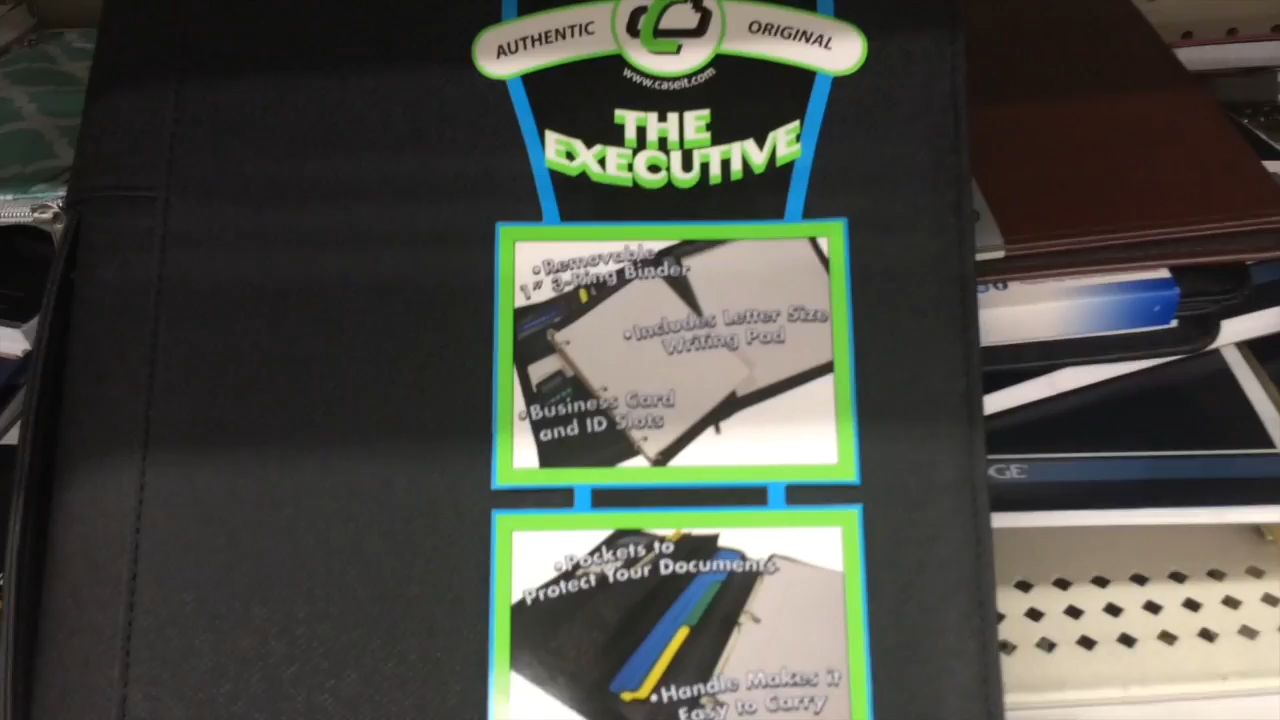 AUTHENTIC
ORIGINAL
www.caseit.com
THE
EXECUTIVE
•Removable
1" 3-Ring Binder
•Includes Letter Size
Writing Pad
•Business Card
and ID Slots
•Pockets to
Protect Your Documents
•Handle Makes it
Easy to Carry
GE